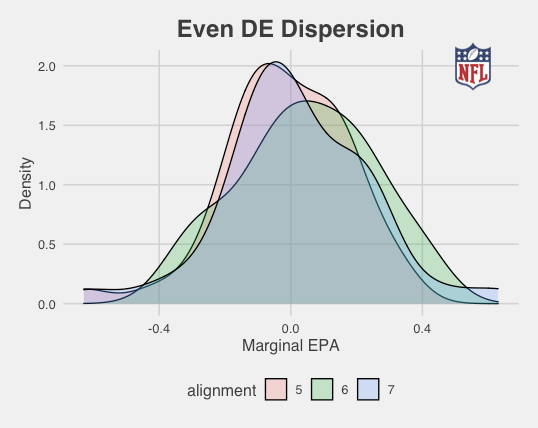 Even DE Dispersion
NFL
2.0
1.5
1.0
0.5
0.0
Density
-0.4 0.0 0.4
Marginal EPA
alignment 5 6 7